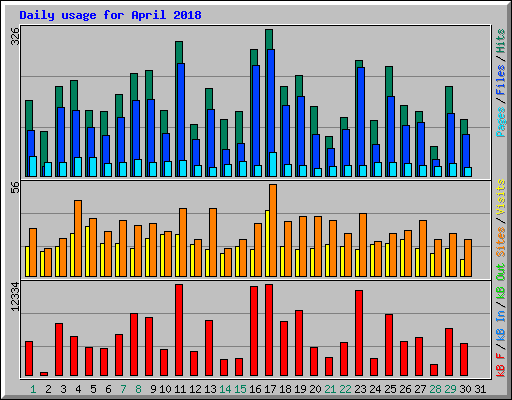 Daily usage for April 2018
326
Pages / Files / Hits
56
Sites / Visits
12334
kB F / kB In / kB Out
1 2 3 4 5 6 7 8 9 10 11 12 13 14 15 16 17 18 19 20 21 22 23 24 25 26 27 28 29 30 31